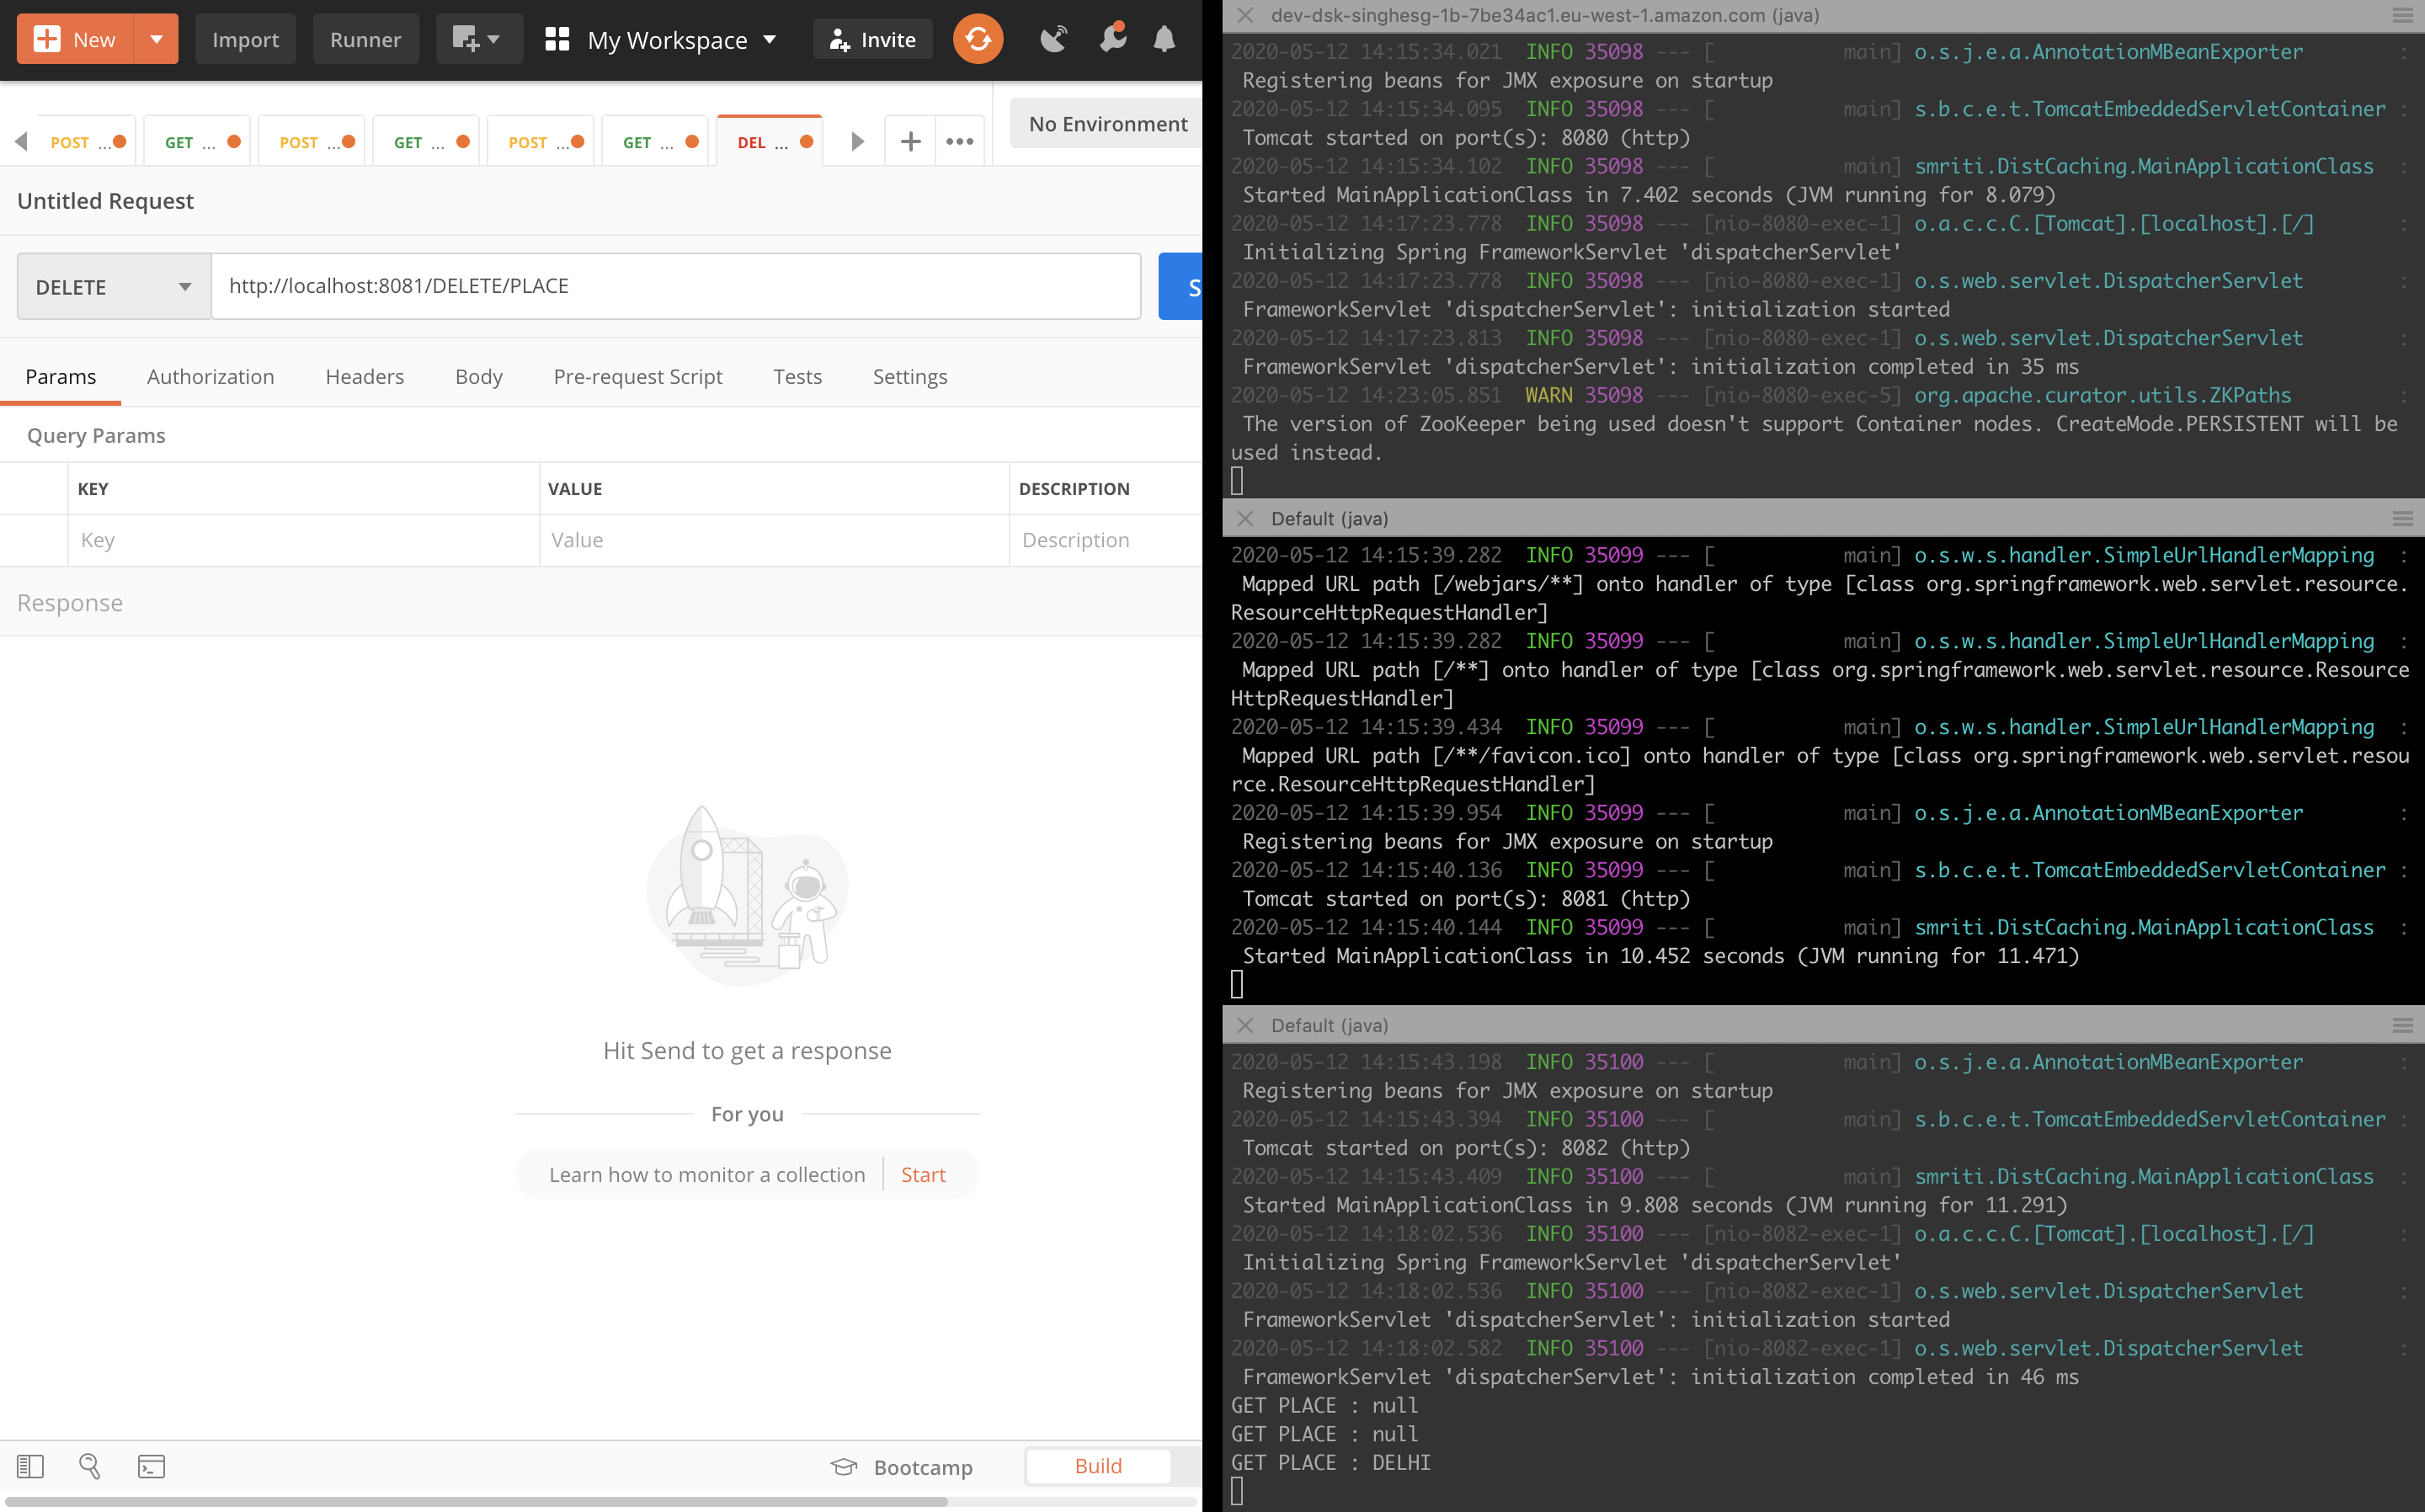 New
Import
Runner
My Workspace
Invite
POST ...
GET ...
POST ...
GET ...
POST ...
GET ...
DEL ...
No Environment
Untitled Request
DELETE
http://localhost:8081/DELETE/PLACE
S
Params
Authorization
Headers
Body
Pre-request Script
Tests
Settings
Query Params
KEY
VALUE
DESCRIPTION
Key
Value
Description
Response
Hit Send to get a response
For you
Learn how to monitor a collection
Start
Bootcamp
Build
dev-dsk-singhesg-1b-7be34ac1.eu-west-1.amazon.com (java)
2020-05-12 14:15:34.021  INFO 35098 --- [           main] o.s.j.e.a.AnnotationMBeanExporter        :
Registering beans for JMX exposure on startup
2020-05-12 14:15:34.095  INFO 35098 --- [           main] s.b.c.e.t.TomcatEmbeddedServletContainer :
Tomcat started on port(s): 8080 (http)
2020-05-12 14:15:34.102  INFO 35098 --- [           main] smriti.DistCaching.MainApplicationClass  :
Started MainApplicationClass in 7.402 seconds (JVM running for 8.079)
2020-05-12 14:17:23.778  INFO 35098 --- [nio-8080-exec-1] o.a.c.c.C.[Tomcat].[localhost].[/]       :
Initializing Spring FrameworkServlet 'dispatcherServlet'
2020-05-12 14:17:23.778  INFO 35098 --- [nio-8080-exec-1] o.s.web.servlet.DispatcherServlet        :
FrameworkServlet 'dispatcherServlet': initialization started
2020-05-12 14:17:23.813  INFO 35098 --- [nio-8080-exec-1] o.s.web.servlet.DispatcherServlet        :
FrameworkServlet 'dispatcherServlet': initialization completed in 35 ms
2020-05-12 14:23:05.851  WARN 35098 --- [nio-8080-exec-5] org.apache.curator.utils.ZKPaths         :
The version of ZooKeeper being used doesn't support Container nodes. CreateMode.PERSISTENT will be
used instead.
Default (java)
2020-05-12 14:15:39.282  INFO 35099 --- [           main] o.s.w.s.handler.SimpleUrlHandlerMapping  :
Mapped URL path [/webjars/**] onto handler of type [class org.springframework.web.servlet.resource.
ResourceHttpRequestHandler]
2020-05-12 14:15:39.282  INFO 35099 --- [           main] o.s.w.s.handler.SimpleUrlHandlerMapping  :
Mapped URL path [/**] onto handler of type [class org.springframework.web.servlet.resource.Resource
HttpRequestHandler]
2020-05-12 14:15:39.434  INFO 35099 --- [           main] o.s.w.s.handler.SimpleUrlHandlerMapping  :
Mapped URL path [/**/favicon.ico] onto handler of type [class org.springframework.web.servlet.resou
rce.ResourceHttpRequestHandler]
2020-05-12 14:15:39.954  INFO 35099 --- [           main] o.s.j.e.a.AnnotationMBeanExporter        :
Registering beans for JMX exposure on startup
2020-05-12 14:15:40.136  INFO 35099 --- [           main] s.b.c.e.t.TomcatEmbeddedServletContainer :
Tomcat started on port(s): 8081 (http)
2020-05-12 14:15:40.144  INFO 35099 --- [           main] smriti.DistCaching.MainApplicationClass  :
Started MainApplicationClass in 10.452 seconds (JVM running for 11.471)
Default (java)
2020-05-12 14:15:43.198  INFO 35100 --- [           main] o.s.j.e.a.AnnotationMBeanExporter        :
Registering beans for JMX exposure on startup
2020-05-12 14:15:43.394  INFO 35100 --- [           main] s.b.c.e.t.TomcatEmbeddedServletContainer :
Tomcat started on port(s): 8082 (http)
2020-05-12 14:15:43.409  INFO 35100 --- [           main] smriti.DistCaching.MainApplicationClass  :
Started MainApplicationClass in 9.808 seconds (JVM running for 11.291)
2020-05-12 14:18:02.536  INFO 35100 --- [nio-8082-exec-1] o.a.c.c.C.[Tomcat].[localhost].[/]       :
Initializing Spring FrameworkServlet 'dispatcherServlet'
2020-05-12 14:18:02.536  INFO 35100 --- [nio-8082-exec-1] o.s.web.servlet.DispatcherServlet        :
FrameworkServlet 'dispatcherServlet': initialization started
2020-05-12 14:18:02.582  INFO 35100 --- [nio-8082-exec-1] o.s.web.servlet.DispatcherServlet        :
FrameworkServlet 'dispatcherServlet': initialization completed in 46 ms
GET PLACE : null
GET PLACE : null
GET PLACE : DELHI